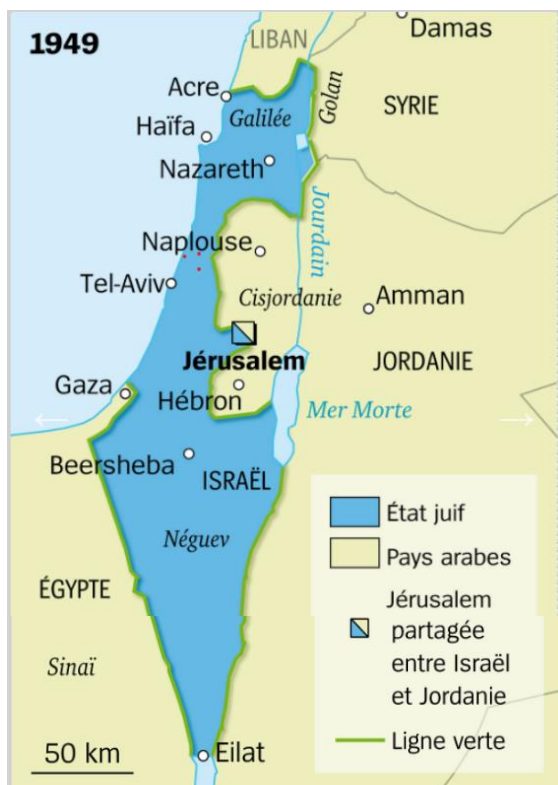 1949
LIBAN
Damas
Acre
Golan
SYRIE
Galilée
Haïfa
Nazareth
Jourdain
Naplouse
Tel-Aviv
Cisjordanie
Amman
Jérusalem
JORDANIE
Gaza
Hébron
Mer Morte
Beersheba
ISRAËL
Néguev
ÉGYPTE
Sinaï
50 km
Eilat
État juif
Pays arabes
Jérusalem
partagée
entre Israël
et Jordanie
Ligne verte